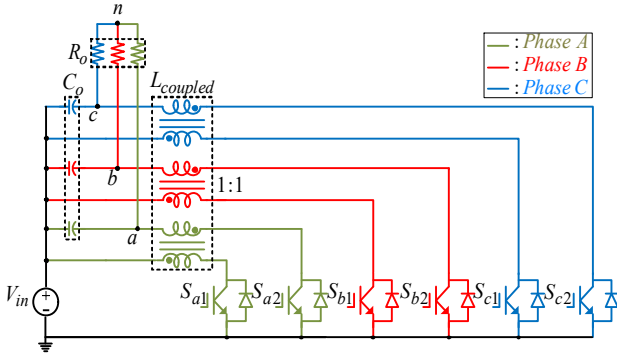 n
R_o
: Phase A
: Phase B
: Phase C
C_o
L_coupled
c
b
1:1
a
V_in
+
−
S_a1
S_a2
S_b1
S_b2
S_c1
S_c2